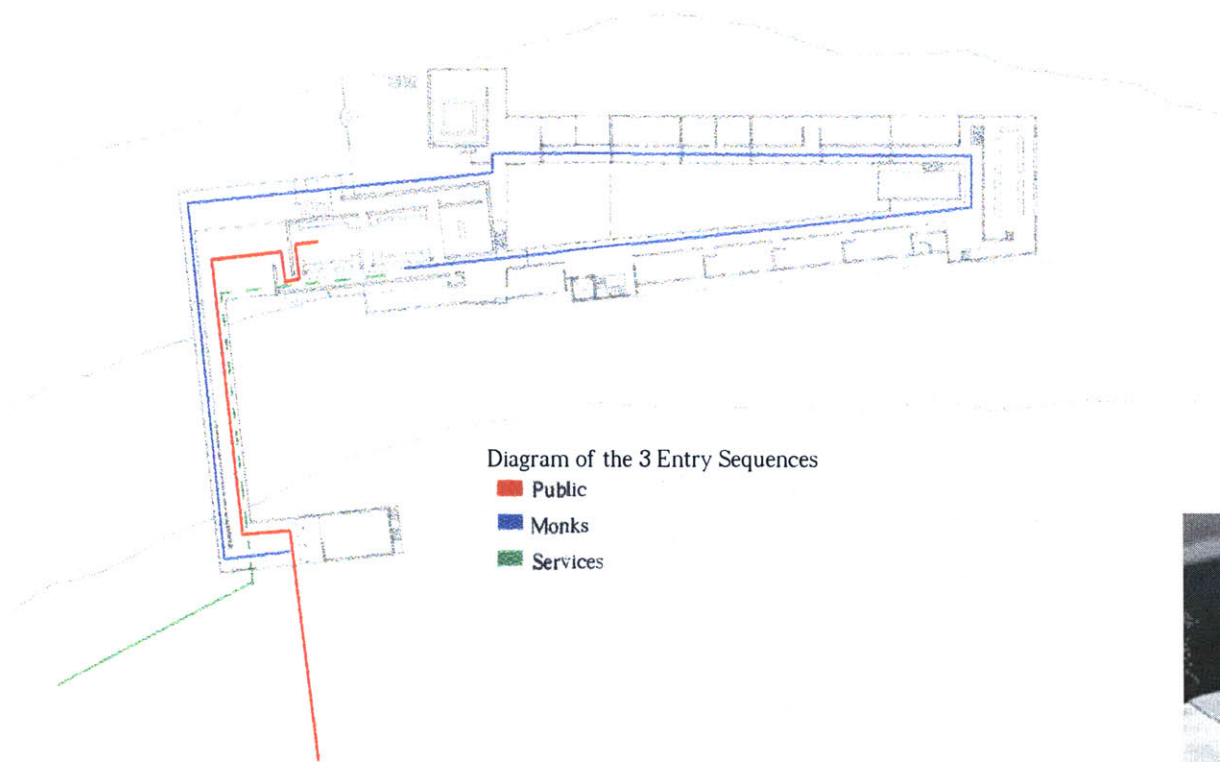 Diagram of the 3 Entry Sequences
Public
Monks
Services